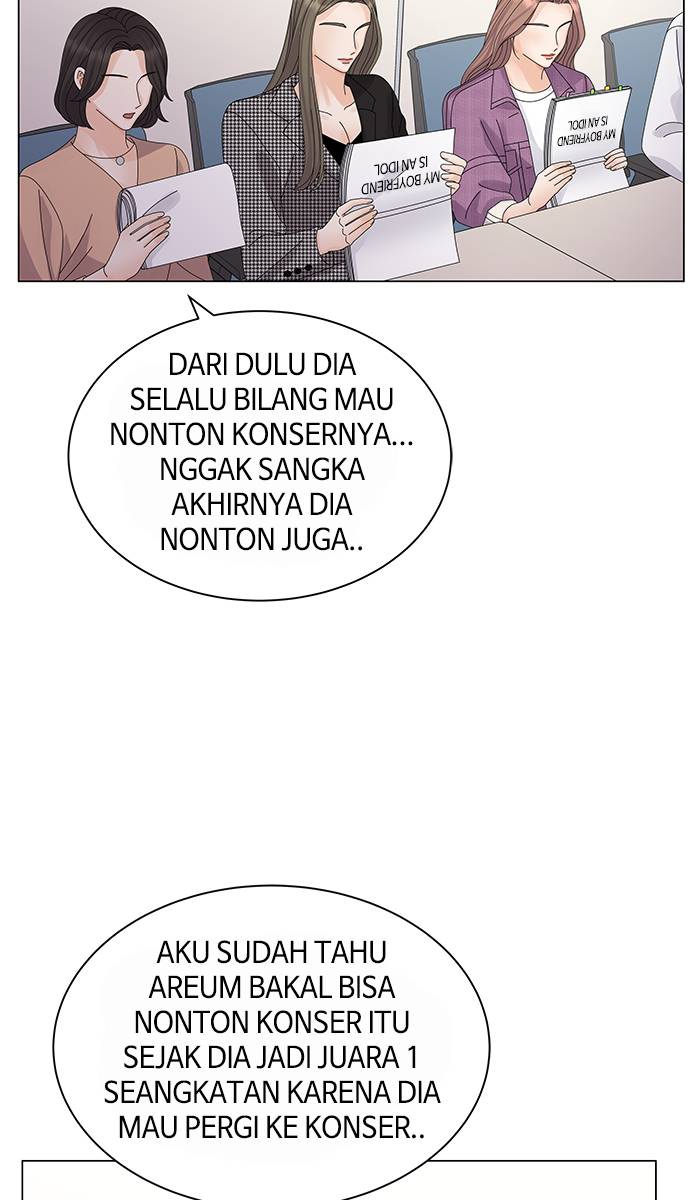 MY BOYFRIEND
IS AN IDOL
MY BOYFRIEND
IS AN IDOL
DARI DULU DIA
SELALU BILANG MAU
NONTON KONSERNYA...
NGGAK SANGKA
AKHIRNYA DIA
NONTON JUGA..
AKU SUDAH TAHU
AREUM BAKAL BISA
NONTON KONSER ITU
SEJAK DIA JADI JUARA 1
SEANGKATAN KARENA DIA
MAU PERGI KE KONSER..